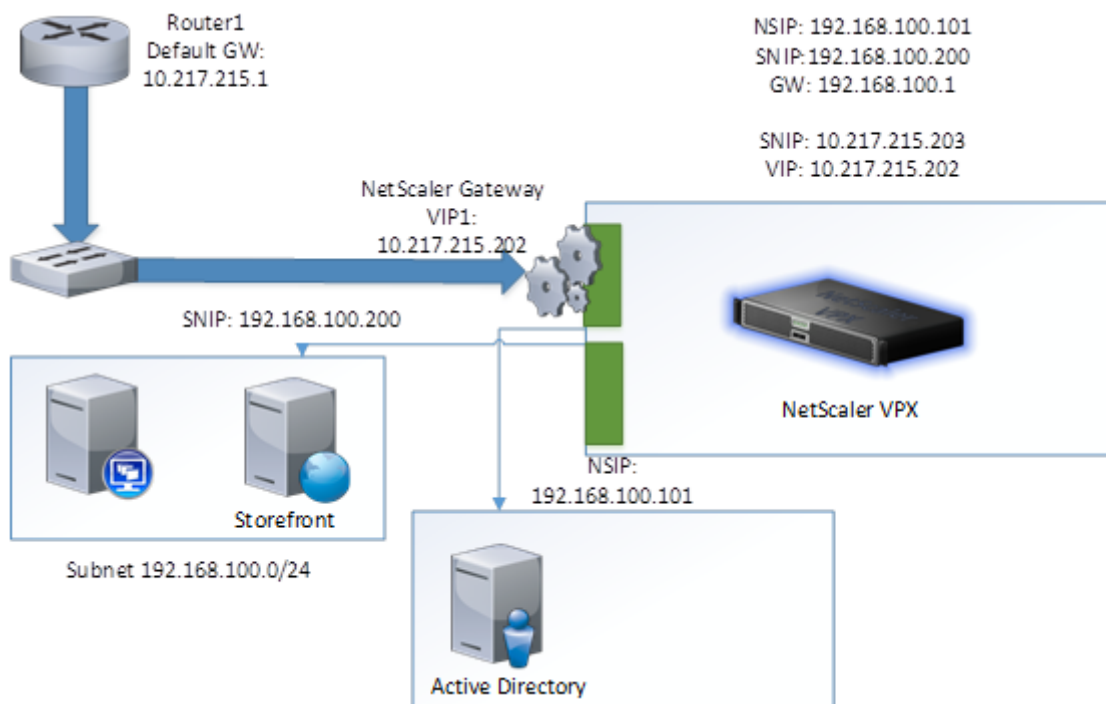 Router1
Default GW:
10.217.215.1
NSIP: 192.168.100.101
SNIP:192.168.100.200
GW: 192.168.100.1
SNIP: 10.217.215.203
VIP: 10.217.215.202
NetScaler Gateway
VIP1:
10.217.215.202
SNIP: 192.168.100.200
NetScaler
VPX
NetScaler VPX
Storefront
Subnet 192.168.100.0/24
NSIP:
192.168.100.101
Active Directory